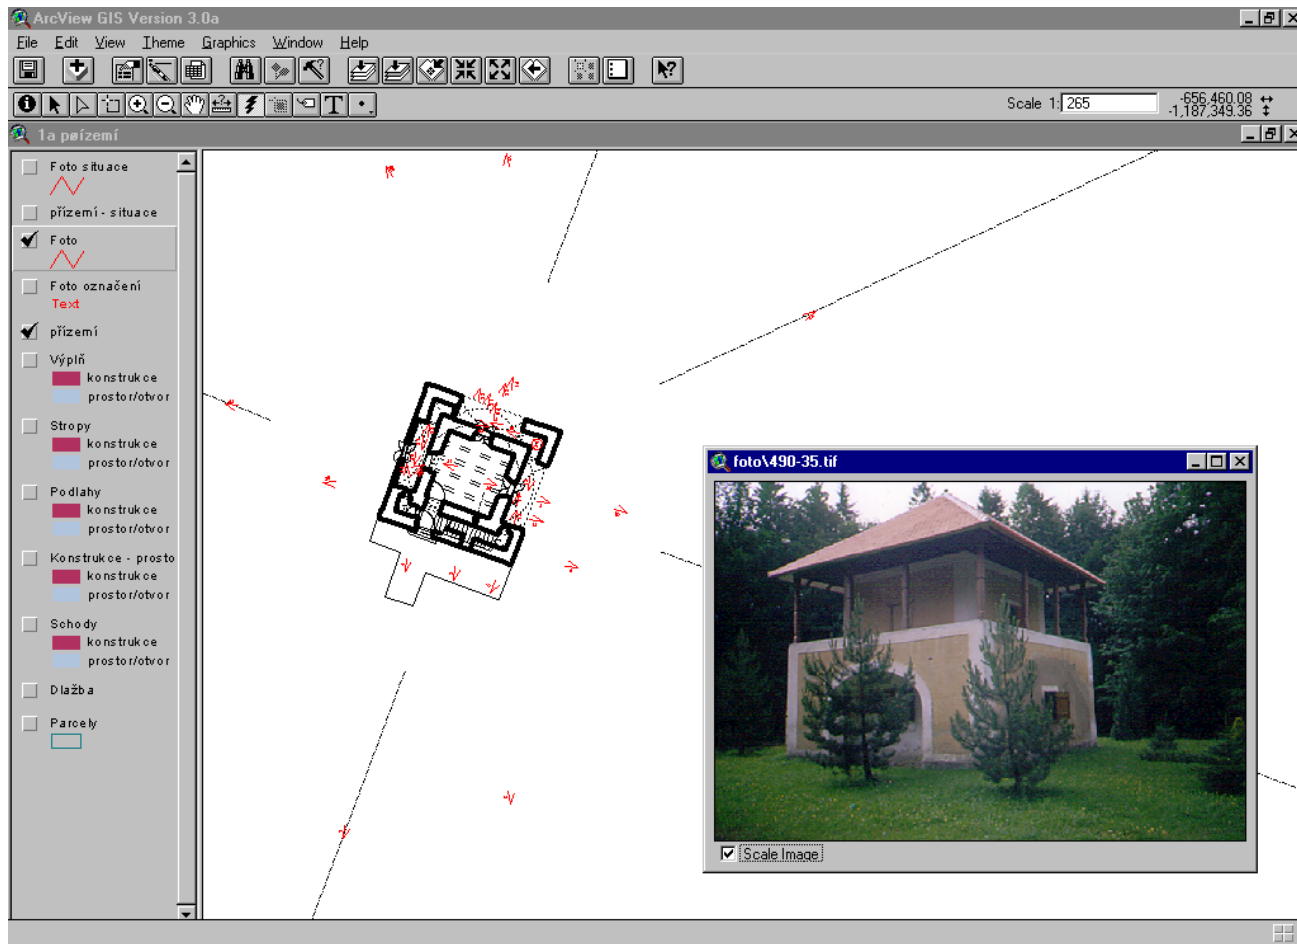 ArcView GIS Version 3.0a
File Edit View Theme Graphics Window Help
Scale 1: 265
-656,460.08
-1,187,349.36
1a pøízemí
Foto situace
přízemí - situace
Foto
Foto označení
Text
přízemí
Výplň
konstrukce
prostor/otvor
Stropy
konstrukce
prostor/otvor
Podlahy
konstrukce
prostor/otvor
Konstrukce - prosto
konstrukce
prostor/otvor
Schody
konstrukce
prostor/otvor
Dlažba
Parcely
foto\490-35.tif
Scale Image